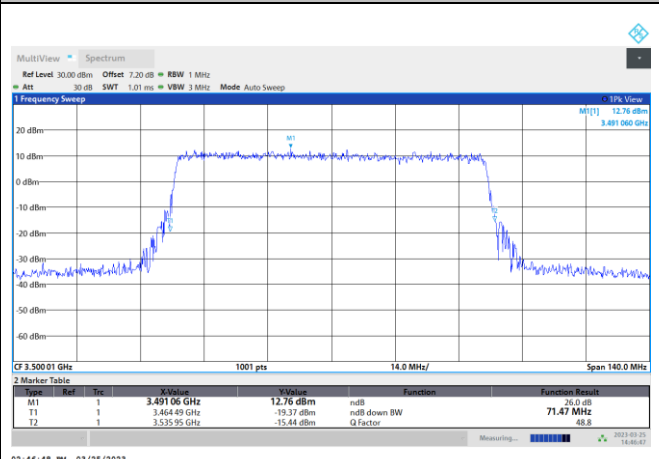 MultiView Spectrum
Ref Level 30.00 dBm Offset 7.20 dB RBW 1 MHz
Att 30 dB SWT 1.01 ms VBW 3 MHz Mode Auto Sweep
1 Frequency Sweep 1Pk View
M1[1] 12.76 dBm
3.491 060 GHz
M1
20 dBm
10 dBm
0 dBm
-10 dBm
T2
-20 dBm
-30 dBm
-40 dBm
-50 dBm
-60 dBm
CF 3.500 01 GHz 1001 pts 14.0 MHz/ Span 140.0 MHz
2 Marker Table
Type Ref Trc X-Value Y-Value Function Function Result
M1 1 3.491 06 GHz 12.76 dBm ndB 26.0 dB
T1 1 3.464 49 GHz -19.37 dBm ndB down BW 71.47 MHz
T2 1 3.535 95 GHz -15.44 dBm Q Factor 48.8
Measuring... 2023-03-25